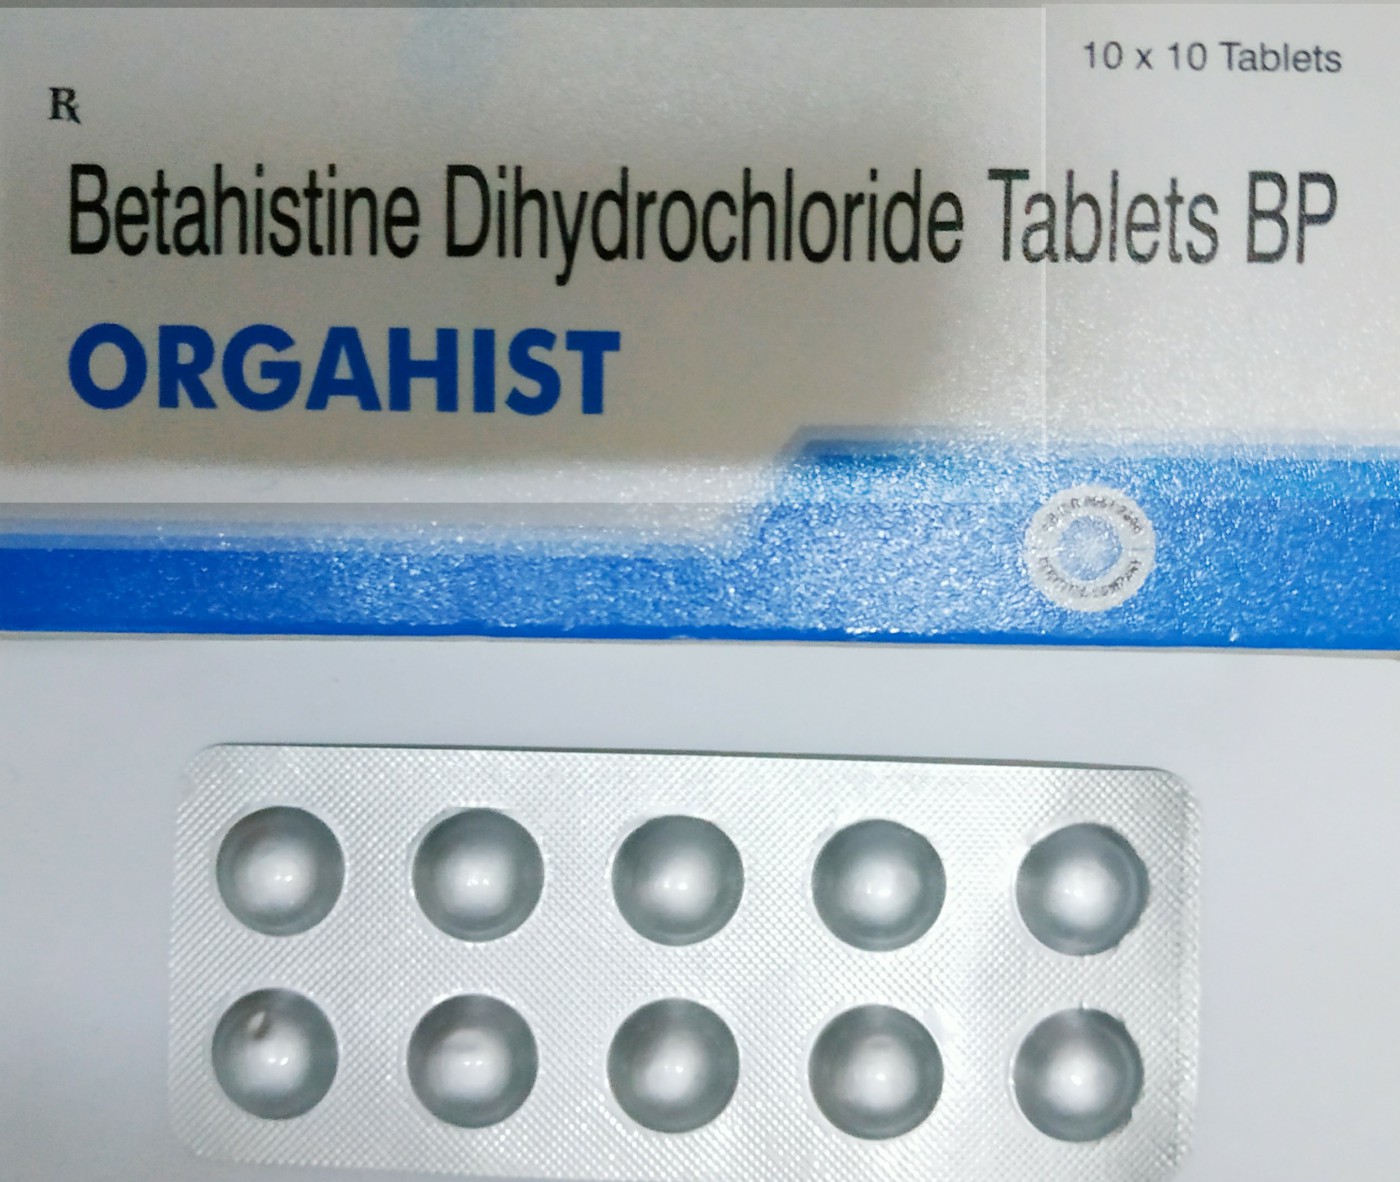 10 x 10 Tablets
℞
Betahistine Dihydrochloride Tablets BP
ORGAHIST